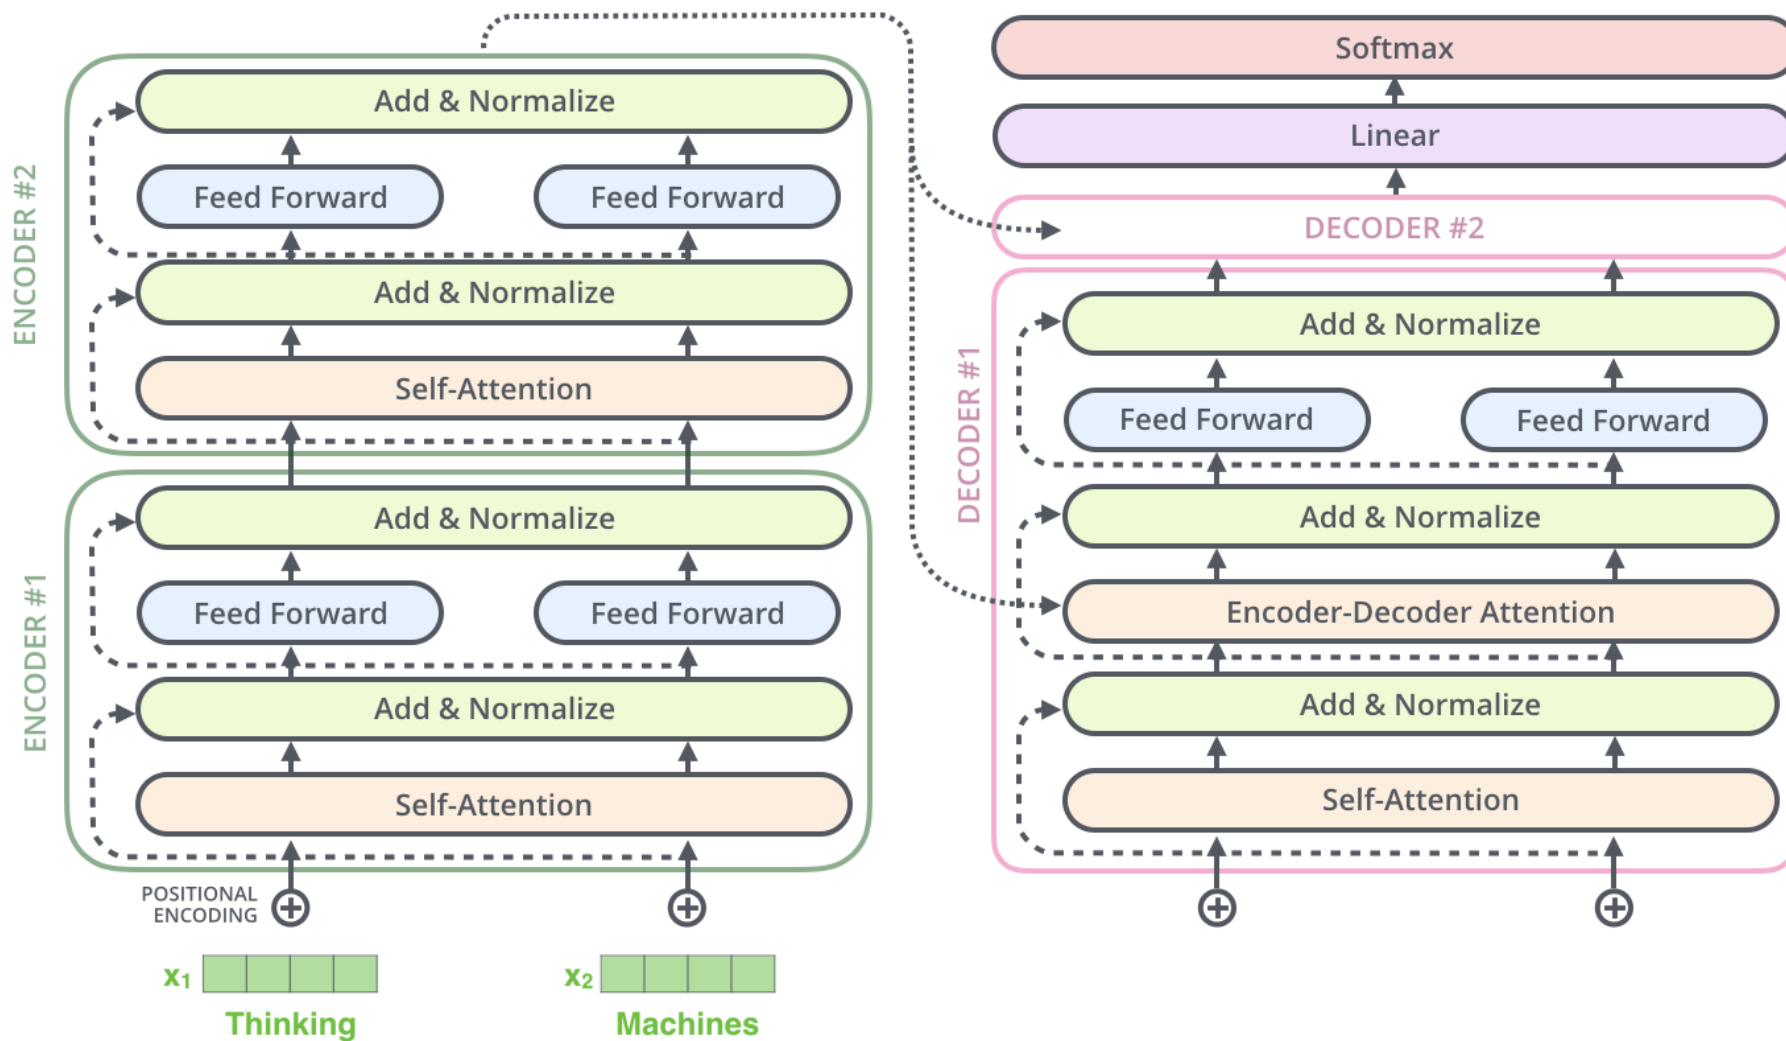 ENCODER #2
Add & Normalize
Feed Forward
Feed Forward
Add & Normalize
Self-Attention
ENCODER #1
Add & Normalize
Feed Forward
Feed Forward
Add & Normalize
Self-Attention
POSITIONAL
ENCODING
x₁
x₂
Thinking
Machines
Softmax
Linear
DECODER #2
DECODER #1
Add & Normalize
Feed Forward
Feed Forward
Add & Normalize
Encoder-Decoder Attention
Add & Normalize
Self-Attention